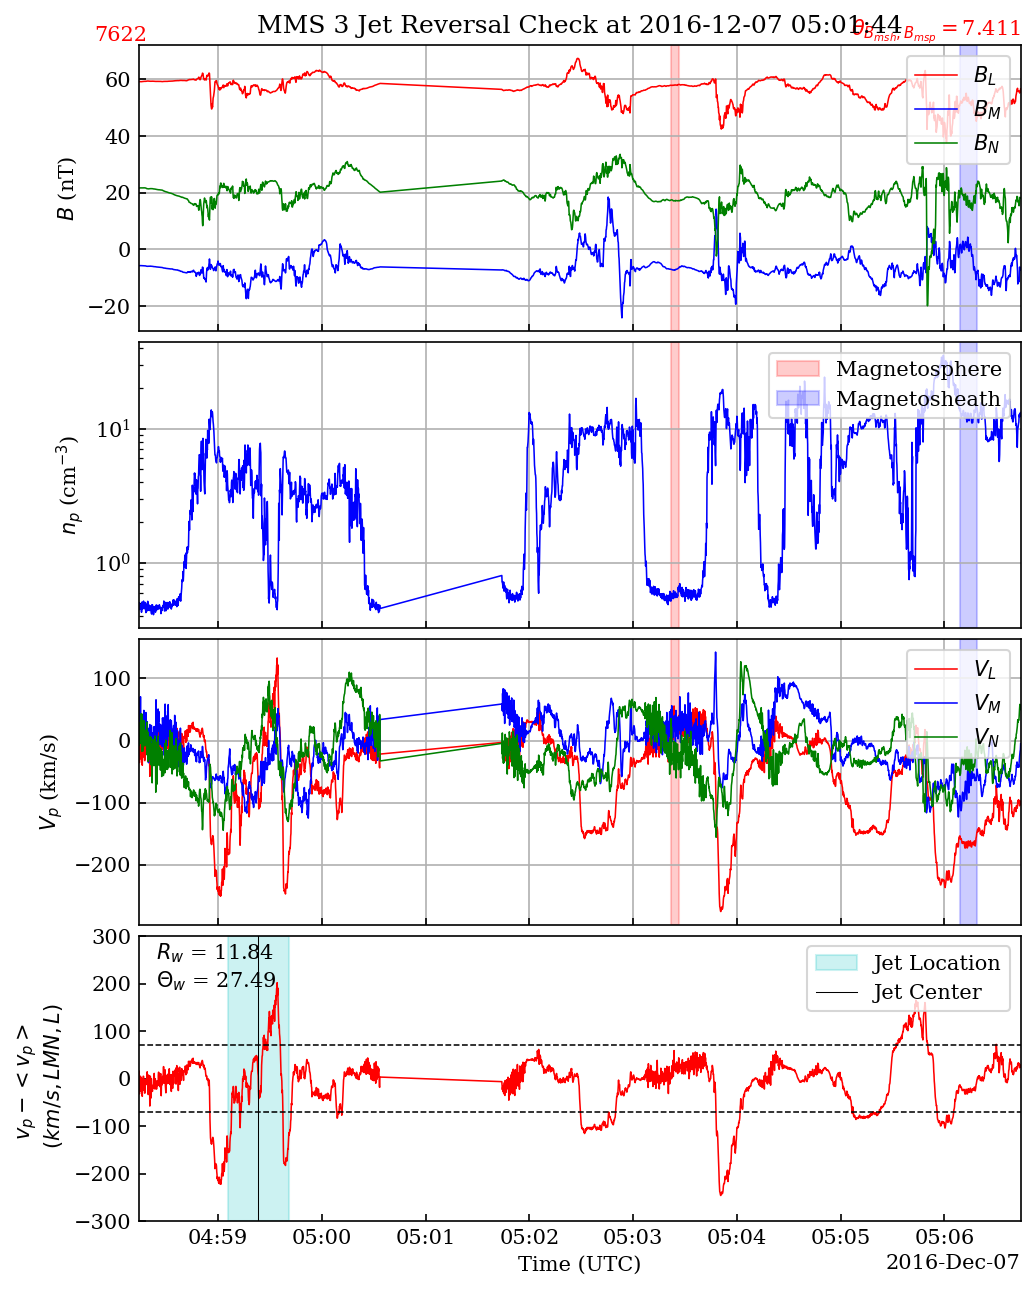 MMS 3 Jet Reversal Check at 2016-12-07 05:01:44
7622
θ_{B_{msh}, B_{msp}} = 7.411
60
40
20
0
−20
B (nT)
B_L
B_M
B_N
10^1
10^0
n_p (cm^{−3})
Magnetosphere
Magnetosheath
100
0
−100
−200
V_p (km/s)
V_L
V_M
V_N
300
200
100
0
−100
−200
−300
v_p − <v_p>
(km/s, LMN, L)
R_w = 11.84
Θ_w = 27.49
Jet Location
Jet Center
04:59 05:00 05:01 05:02 05:03 05:04 05:05 05:06
Time (UTC)
2016-Dec-07